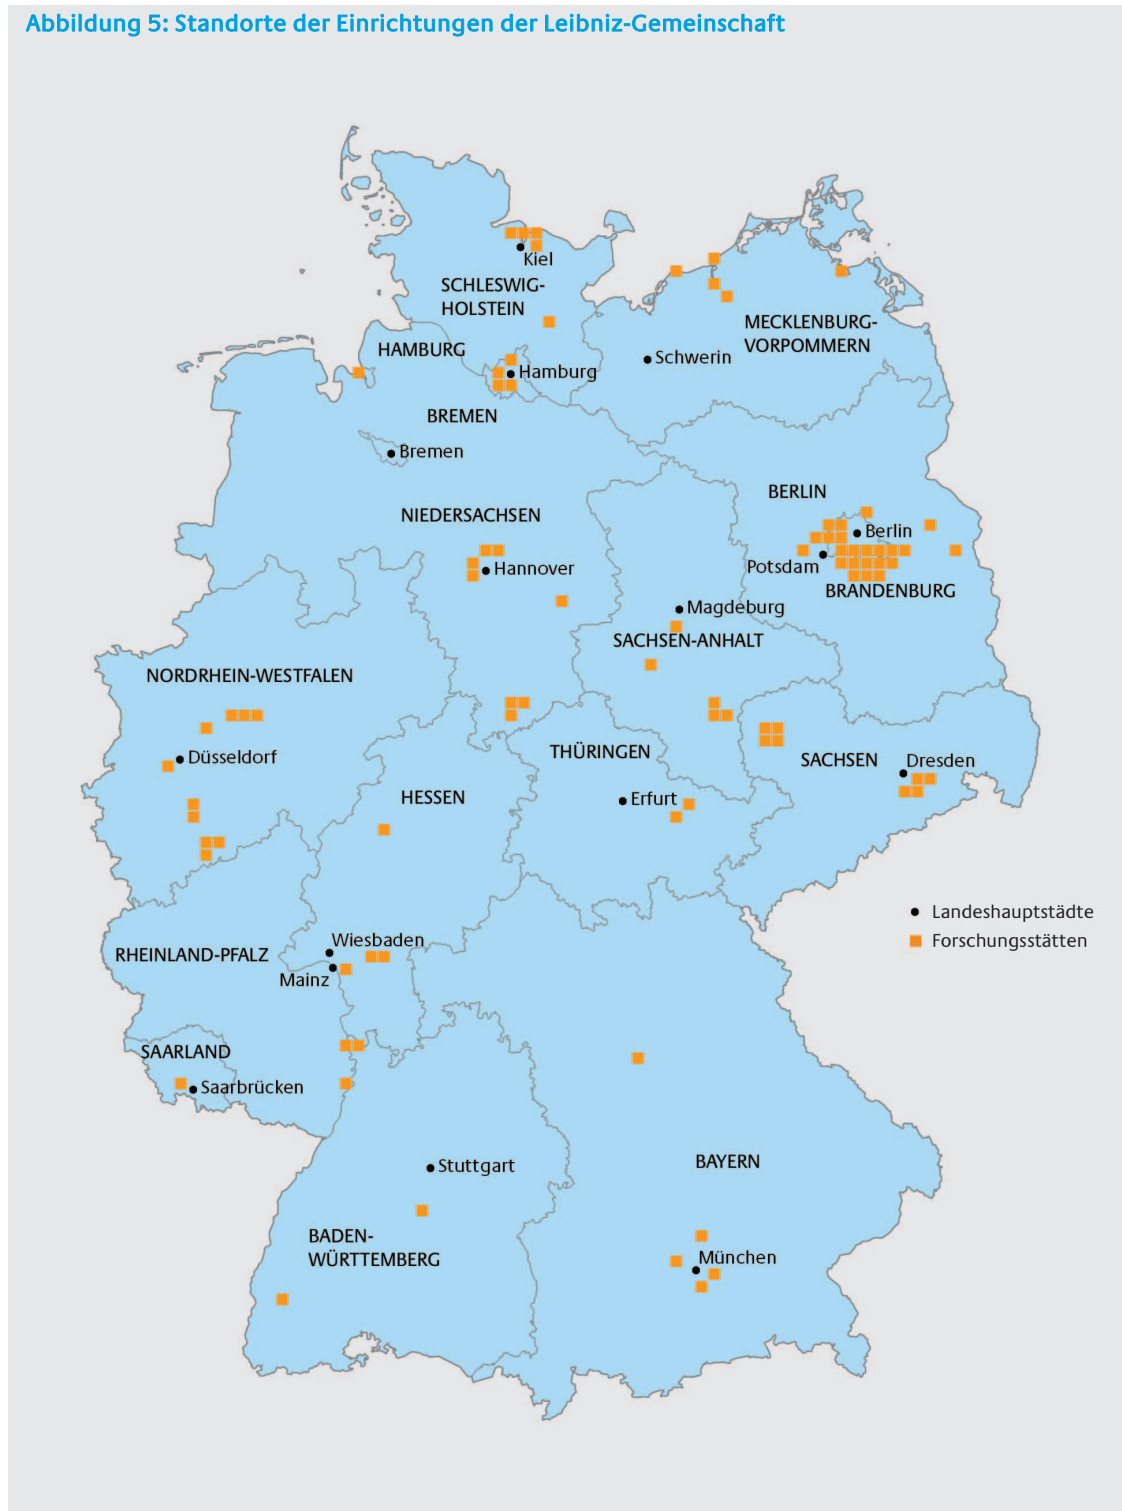 Abbildung 5: Standorte der Einrichtungen der Leibniz-Gemeinschaft
Kiel
SCHLESWIG-
HOLSTEIN
MECKLENBURG-
VORPOMMERN
HAMBURG
Schwerin
Hamburg
BREMEN
Bremen
BERLIN
NIEDERSACHSEN
Berlin
Hannover
Potsdam
BRANDENBURG
Magdeburg
SACHSEN-ANHALT
NORDRHEIN-WESTFALEN
Düsseldorf
THÜRINGEN
SACHSEN
Dresden
HESSEN
Erfurt
Landeshauptstädte
Forschungsstätten
Wiesbaden
RHEINLAND-PFALZ
Mainz
SAARLAND
Saarbrücken
Stuttgart
BAYERN
BADEN-
WÜRTTEMBERG
München